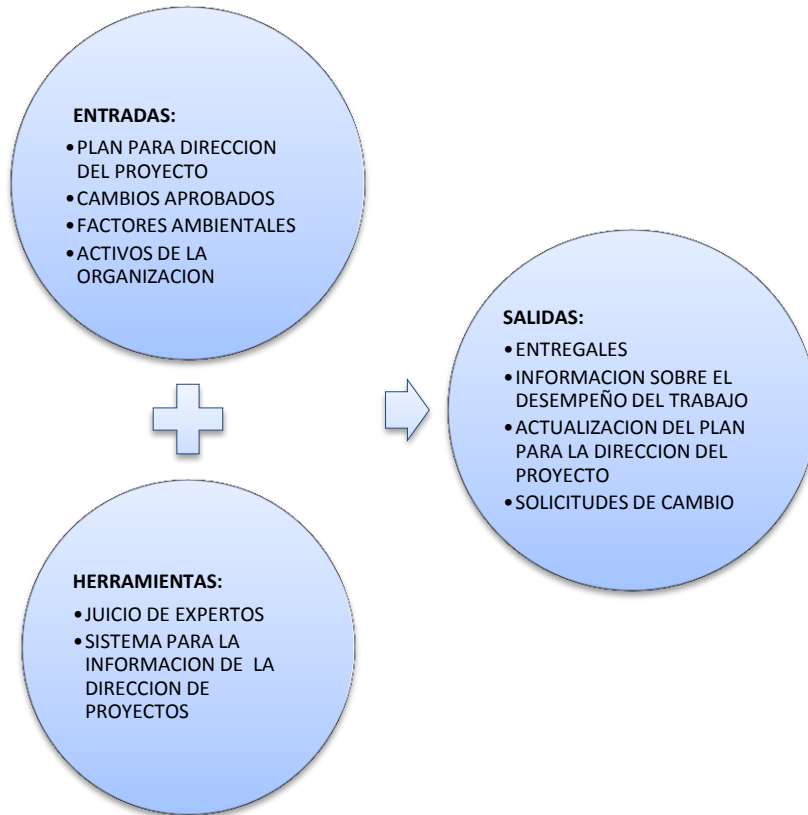 ENTRADAS:
•PLAN PARA DIRECCION
DEL PROYECTO
•CAMBIOS APROBADOS
•FACTORES AMBIENTALES
•ACTIVOS DE LA
ORGANIZACION
HERRAMIENTAS:
•JUICIO DE EXPERTOS
•SISTEMA PARA LA
INFORMACION DE LA
DIRECCION DE
PROYECTOS
SALIDAS:
•ENTREGALES
•INFORMACION SOBRE EL
DESEMPEÑO DEL TRABAJO
•ACTUALIZACION DEL PLAN
PARA LA DIRECCION DEL
PROYECTO
•SOLICITUDES DE CAMBIO